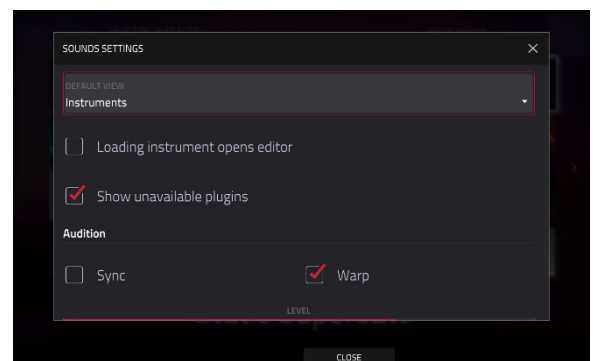 SOUNDS SETTINGS
DEFAULT VIEW
Instruments
Loading instrument opens editor
Show unavailable plugins
Audition
Sync
Warp
LEVEL
CLOSE